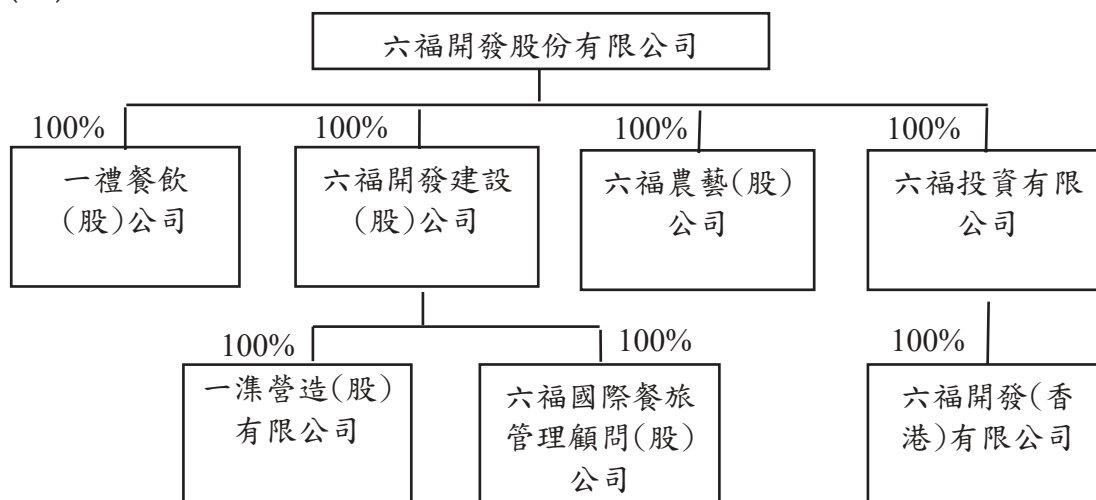 六福開發股份有限公司
100%
100%
100%
100%
一禮餐飲
(股)公司
六福開發建設
(股)公司
六福農藝(股)
公司
六福投資有限
公司
100%
100%
100%
一準營造(股)
有限公司
六福國際餐旅
管理顧問(股)
公司
六福開發(香
港)有限公司